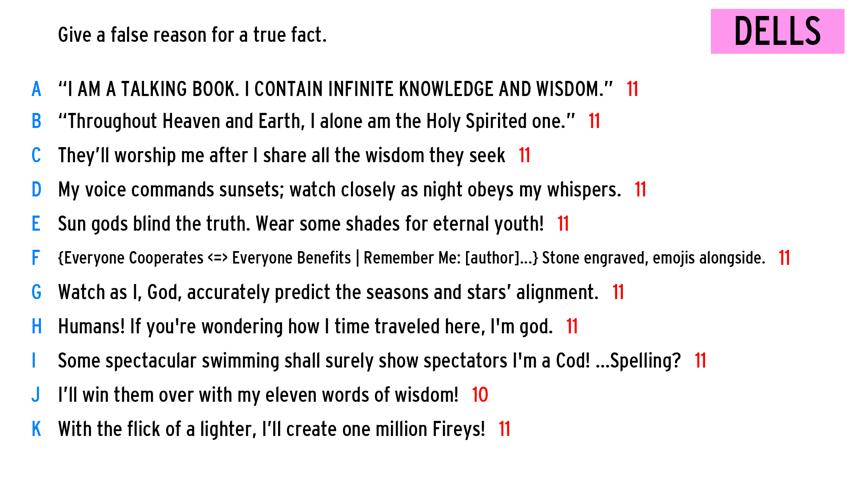 Give a false reason for a true fact.
DELLS
A “I AM A TALKING BOOK. I CONTAIN INFINITE KNOWLEDGE AND WISDOM.” 11
B “Throughout Heaven and Earth, I alone am the Holy Spirited one.” 11
C They’ll worship me after I share all the wisdom they seek 11
D My voice commands sunsets; watch closely as night obeys my whispers. 11
E Sun gods blind the truth. Wear some shades for eternal youth! 11
F {Everyone Cooperates <=> Everyone Benefits | Remember Me: [author]...} Stone engraved, emojis alongside. 11
G Watch as I, God, accurately predict the seasons and stars’ alignment. 11
H Humans! If you're wondering how I time traveled here, I'm god. 11
I Some spectacular swimming shall surely show spectators I'm a Cod! ...Spelling? 11
J I’ll win them over with my eleven words of wisdom! 10
K With the flick of a lighter, I’ll create one million Fireys! 11